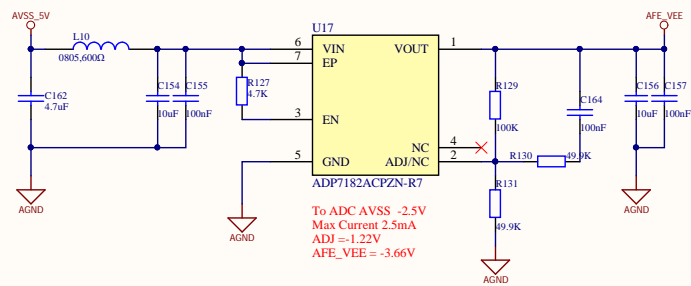 AVSS_5V
AFE_VEE
L10
0805,600Ω
U17
6
VIN
VOUT
1
7
EP
C162
4.7uF
C154
10uF
C155
100nF
R127
4.7K
3
EN
R129
100K
C164
100nF
C156
10uF
C157
100nF
5
GND
NC
4
ADJ/NC
2
R130
49.9K
ADP7182ACPZN-R7
R131
49.9K
AGND
AGND
AGND
To ADC AVSS -2.5V
Max Current 2.5mA
ADJ =-1.22V
AFE_VEE = -3.66V